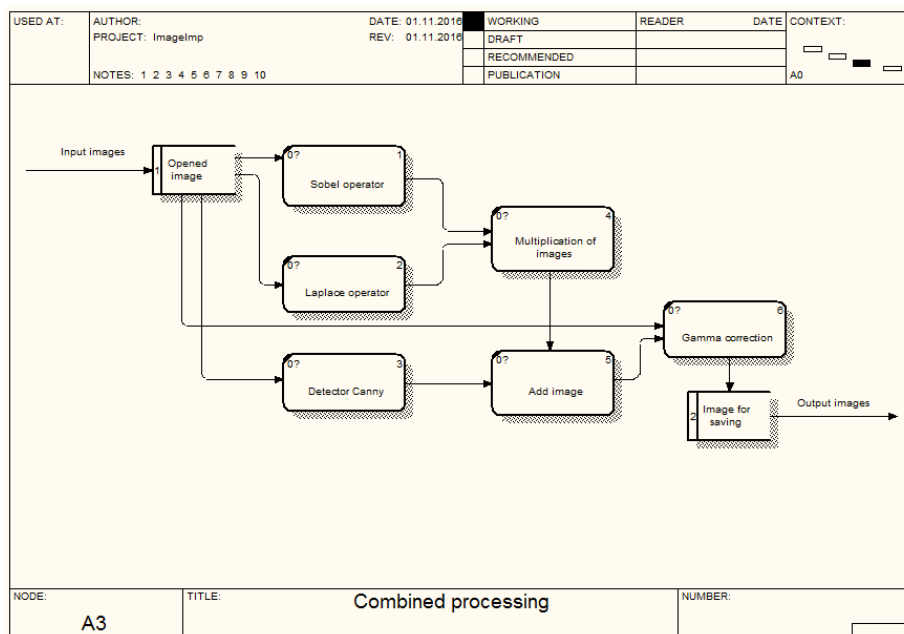 USED AT:
AUTHOR:
DATE: 01.11.2016
PROJECT: ImageImp
REV: 01.11.2016
NOTES: 1 2 3 4 5 6 7 8 9 10
WORKING
DRAFT
RECOMMENDED
PUBLICATION
READER
DATE
CONTEXT:
A0
Input images
1
Opened
image
0?
1
Sobel operator
0?
2
Laplace operator
0?
3
Detector Canny
0?
4
Multiplication of
images
0?
5
Add image
0?
6
Gamma correction
2
Image for
saving
Output images
NODE:
A3
TITLE:
Combined processing
NUMBER: